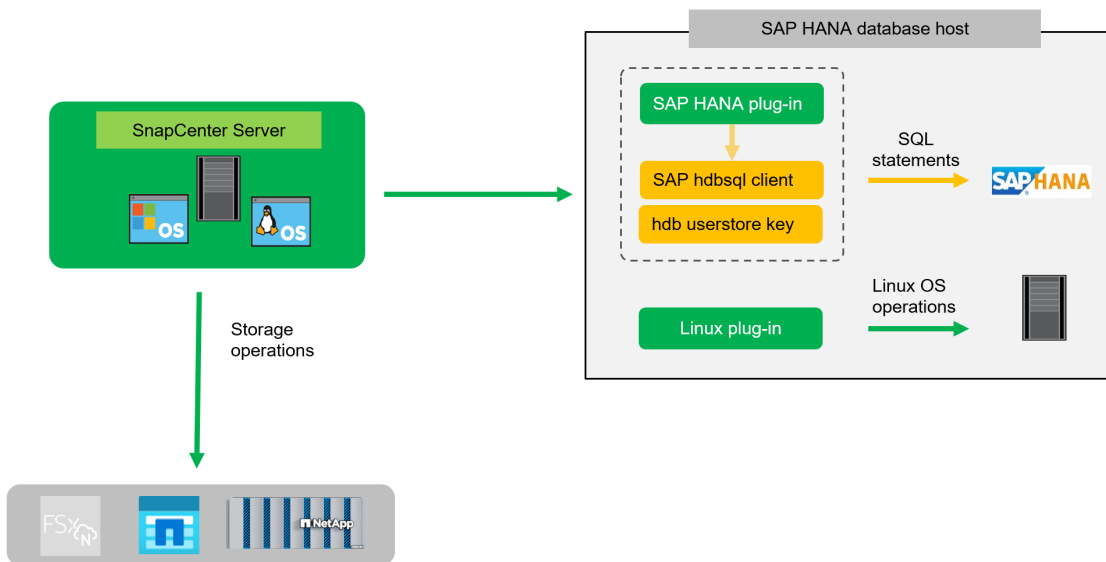 SAP HANA database host
SnapCenter Server
OS
OS
SAP HANA plug-in
SAP hdbsql client
hdb userstore key
SQL
statements
SAP HANA
®
Linux plug-in
Linux OS
operations
Storage
operations
FSx
N
NetApp